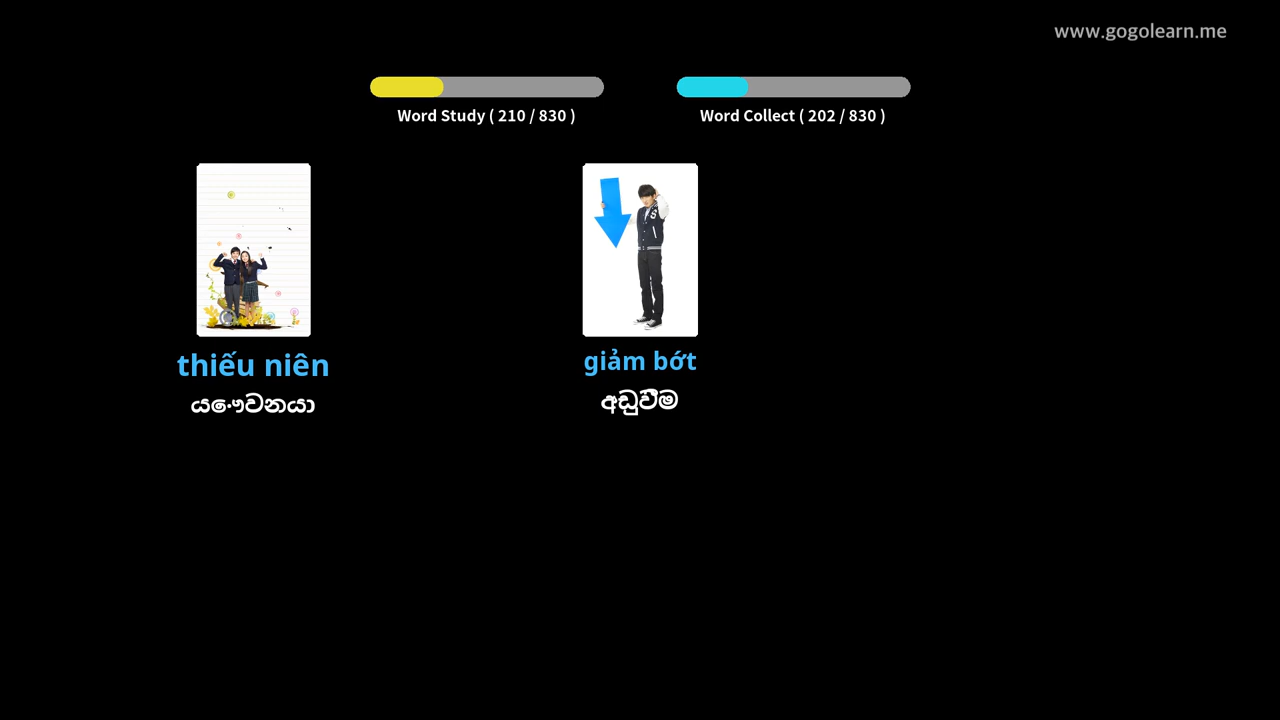 www.gogolearn.me
Word Study ( 210 / 830 )
Word Collect ( 202 / 830 )
thiếu niên
giảm bớt
යෞවනයා
අඩුවීම